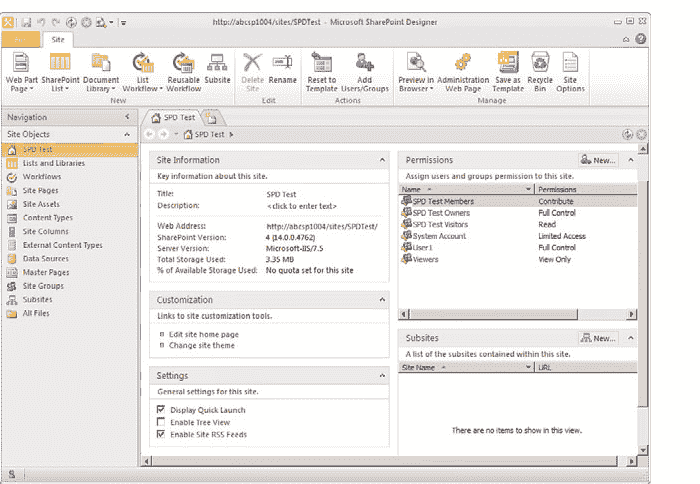 http://abcsp1004/sites/SPDTest/ - Microsoft SharePoint Designer
Site
Web Part Page SharePoint List Document Library List Workflow Reusable Workflow Subsite Delete Site Rename Reset to Template Add Users/Groups Preview in Browser Administration Web Page Save as Template Recycle Bin Site Options
New Edit Actions Manage
Navigation
SPD Test
Site Objects
SPD Test
SPD Test
Lists and Libraries
Workflows
Site Pages
Site Assets
Content Types
Site Columns
External Content Types
Data Sources
Master Pages
Site Groups
Subsites
All Files
Site Information
Key information about this site.
Title: SPD Test
Description: <click to enter text>
Web Address: http://abcsp1004/sites/SPDTest/
SharePoint Version: 4 (14.0.0.4762)
Server Version: Microsoft-IIS/7.5
Total Storage Used: 3.35 MB
% of Available Storage Used: No quota set for this site
Customization
Links to site customization tools.
Edit site home page
Change site theme
Settings
General settings for this site.
Display Quick Launch
Enable Tree View
Enable Site RSS Feeds
Permissions New...
Assign users and groups permission to this site.
Name Permissions
SPD Test Members Contribute
SPD Test Owners Full Control
SPD Test Visitors Read
System Account Limited Access
User1 Full Control
Viewers View Only
Subsites New...
A list of the subsites contained within this site.
Site Name URL
There are no items to show in this view.